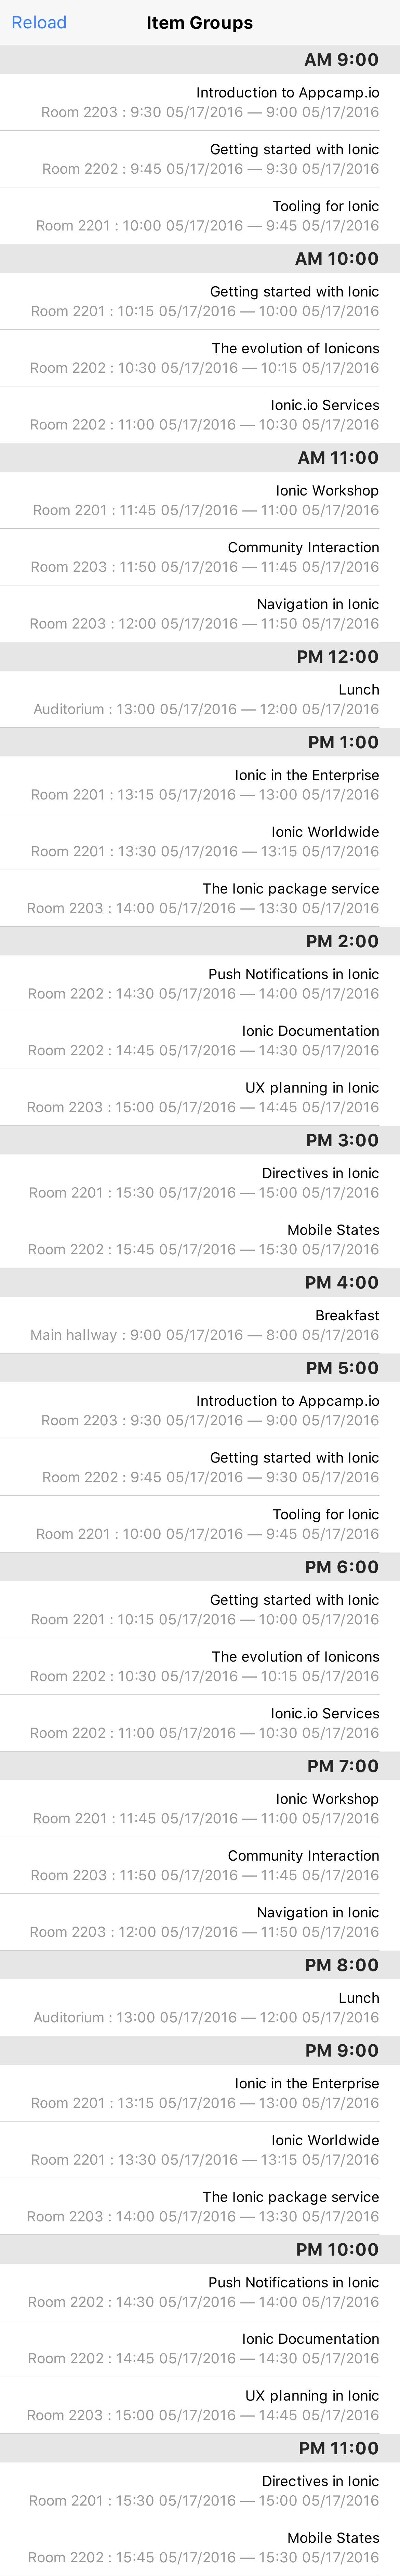 Reload
Item Groups
AM 9:00
Introduction to Appcamp.io
Room 2203 : 9:30 05/17/2016 — 9:00 05/17/2016
Getting started with Ionic
Room 2202 : 9:45 05/17/2016 — 9:30 05/17/2016
Tooling for Ionic
Room 2201 : 10:00 05/17/2016 — 9:45 05/17/2016
AM 10:00
Getting started with Ionic
Room 2201 : 10:15 05/17/2016 — 10:00 05/17/2016
The evolution of Ionicons
Room 2202 : 10:30 05/17/2016 — 10:15 05/17/2016
Ionic.io Services
Room 2202 : 11:00 05/17/2016 — 10:30 05/17/2016
AM 11:00
Ionic Workshop
Room 2201 : 11:45 05/17/2016 — 11:00 05/17/2016
Community Interaction
Room 2203 : 11:50 05/17/2016 — 11:45 05/17/2016
Navigation in Ionic
Room 2203 : 12:00 05/17/2016 — 11:50 05/17/2016
PM 12:00
Lunch
Auditorium : 13:00 05/17/2016 — 12:00 05/17/2016
PM 1:00
Ionic in the Enterprise
Room 2201 : 13:15 05/17/2016 — 13:00 05/17/2016
Ionic Worldwide
Room 2201 : 13:30 05/17/2016 — 13:15 05/17/2016
The Ionic package service
Room 2203 : 14:00 05/17/2016 — 13:30 05/17/2016
PM 2:00
Push Notifications in Ionic
Room 2202 : 14:30 05/17/2016 — 14:00 05/17/2016
Ionic Documentation
Room 2202 : 14:45 05/17/2016 — 14:30 05/17/2016
UX planning in Ionic
Room 2203 : 15:00 05/17/2016 — 14:45 05/17/2016
PM 3:00
Directives in Ionic
Room 2201 : 15:30 05/17/2016 — 15:00 05/17/2016
Mobile States
Room 2202 : 15:45 05/17/2016 — 15:30 05/17/2016
PM 4:00
Breakfast
Main hallway : 9:00 05/17/2016 — 8:00 05/17/2016
PM 5:00
Introduction to Appcamp.io
Room 2203 : 9:30 05/17/2016 — 9:00 05/17/2016
Getting started with Ionic
Room 2202 : 9:45 05/17/2016 — 9:30 05/17/2016
Tooling for Ionic
Room 2201 : 10:00 05/17/2016 — 9:45 05/17/2016
PM 6:00
Getting started with Ionic
Room 2201 : 10:15 05/17/2016 — 10:00 05/17/2016
The evolution of Ionicons
Room 2202 : 10:30 05/17/2016 — 10:15 05/17/2016
Ionic.io Services
Room 2202 : 11:00 05/17/2016 — 10:30 05/17/2016
PM 7:00
Ionic Workshop
Room 2201 : 11:45 05/17/2016 — 11:00 05/17/2016
Community Interaction
Room 2203 : 11:50 05/17/2016 — 11:45 05/17/2016
Navigation in Ionic
Room 2203 : 12:00 05/17/2016 — 11:50 05/17/2016
PM 8:00
Lunch
Auditorium : 13:00 05/17/2016 — 12:00 05/17/2016
PM 9:00
Ionic in the Enterprise
Room 2201 : 13:15 05/17/2016 — 13:00 05/17/2016
Ionic Worldwide
Room 2201 : 13:30 05/17/2016 — 13:15 05/17/2016
The Ionic package service
Room 2203 : 14:00 05/17/2016 — 13:30 05/17/2016
PM 10:00
Push Notifications in Ionic
Room 2202 : 14:30 05/17/2016 — 14:00 05/17/2016
Ionic Documentation
Room 2202 : 14:45 05/17/2016 — 14:30 05/17/2016
UX planning in Ionic
Room 2203 : 15:00 05/17/2016 — 14:45 05/17/2016
PM 11:00
Directives in Ionic
Room 2201 : 15:30 05/17/2016 — 15:00 05/17/2016
Mobile States
Room 2202 : 15:45 05/17/2016 — 15:30 05/17/2016